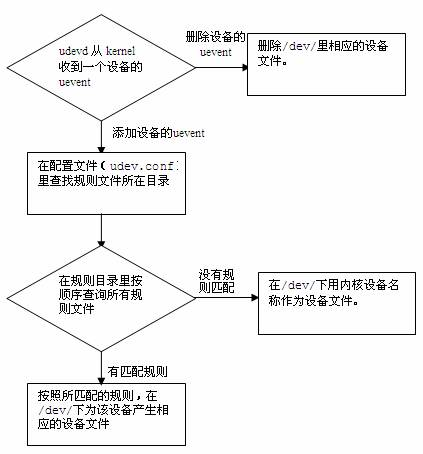 udevd 从 kernel
收到一个设备的
uevent
删除设备的
uevent
删除/dev/里相应的设备
文件。
添加设备的uevent
在配置文件（udev.conf）
里查找规则文件所在目录
在规则目录里按
顺序查询所有规
则文件
没有规
则匹配
在/dev/下用内核设备名
称作为设备文件。
有匹配规则
按照所匹配的规则，在
/dev/下为该设备产生相
应的设备文件